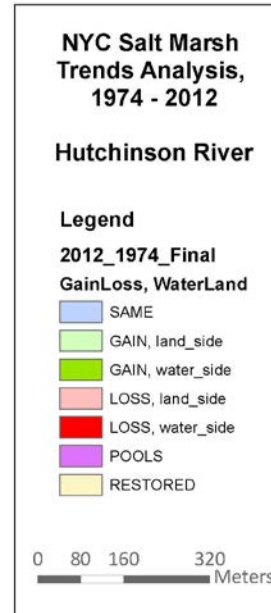 NYC Salt Marsh
Trends Analysis,
1974 - 2012
Hutchinson River
Legend
2012_1974_Final
GainLoss, WaterLand
SAME
GAIN, land_side
GAIN, water_side
LOSS, land_side
LOSS, water_side
POOLS
RESTORED
0 80 160 320
Meters